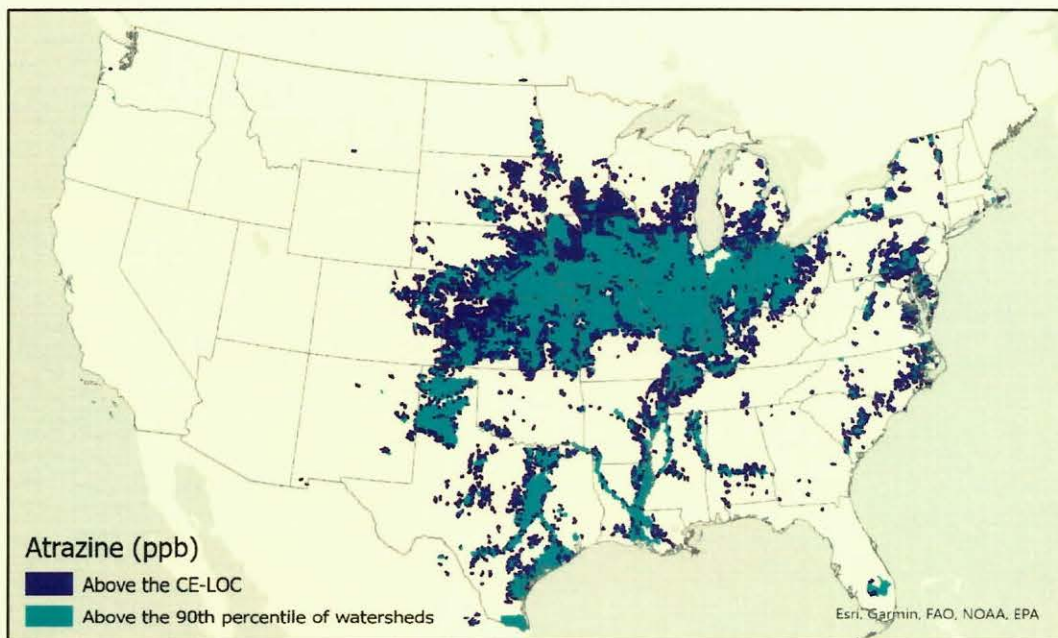 Atrazine (ppb)
Above the CE-LOC
Above the 90th percentile of watersheds
Esri, Garmin, FAO, NOAA, EPA